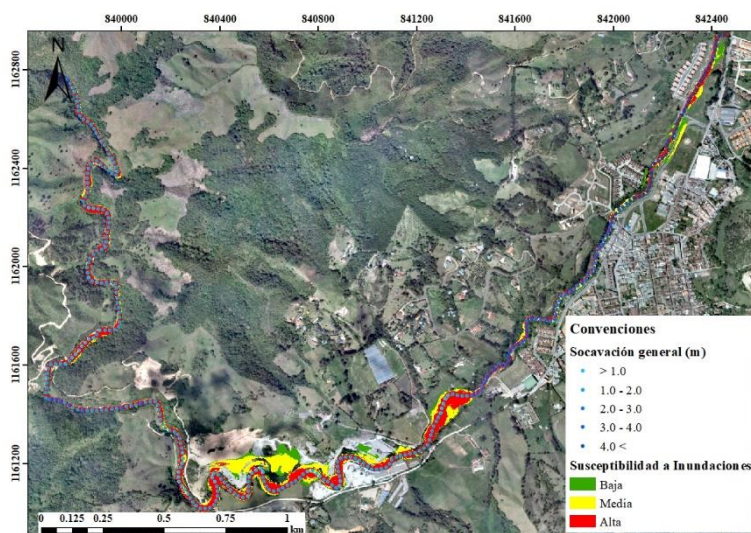 840000 840400 840800 841200 841600 842000 842400
N
1162800
1162400
1162000
1161600
1161200
Convenciones
Socavación general (m)
> 1.0
1.0 - 2.0
2.0 - 3.0
3.0 - 4.0
4.0 <
Susceptibilidad a Inundaciones
Baja
Media
Alta
0 0.125 0.25 0.5 0.75 1
km